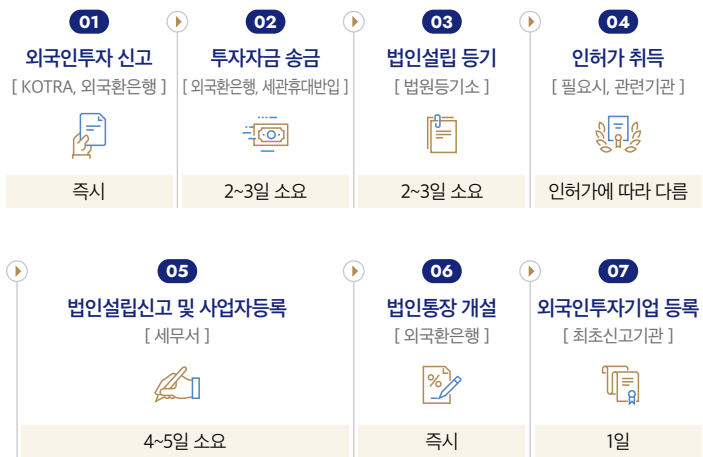 01
외국인투자 신고
[ KOTRA, 외국환은행 ]
즉시
02
투자자금 송금
[ 외국환은행, 세관휴대반입 ]
2~3일 소요
03
법인설립 등기
[ 법원등기소 ]
2~3일 소요
04
인허가 취득
[ 필요시, 관련기관 ]
인허가에 따라 다름
05
법인설립신고 및 사업자등록
[ 세무서 ]
4~5일 소요
06
법인통장 개설
[ 외국환은행 ]
%
즉시
07
외국인투자기업 등록
[ 최초신고기관 ]
1일